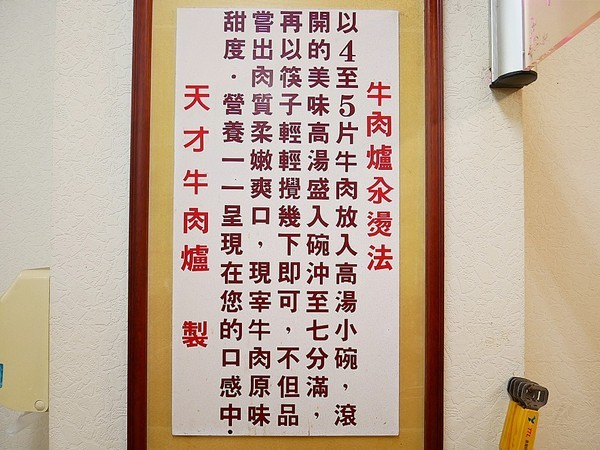 牛肉爐氽燙法
以4至5片牛肉放入高湯小碗，滾
開的美味高湯盛入碗沖至七分滿，
再以筷子輕輕攪幾下即可，不但品
嘗出肉質柔嫩爽口，現宰牛肉原味
甜度．營養一一呈現在您的口感中．
天才牛肉爐 製